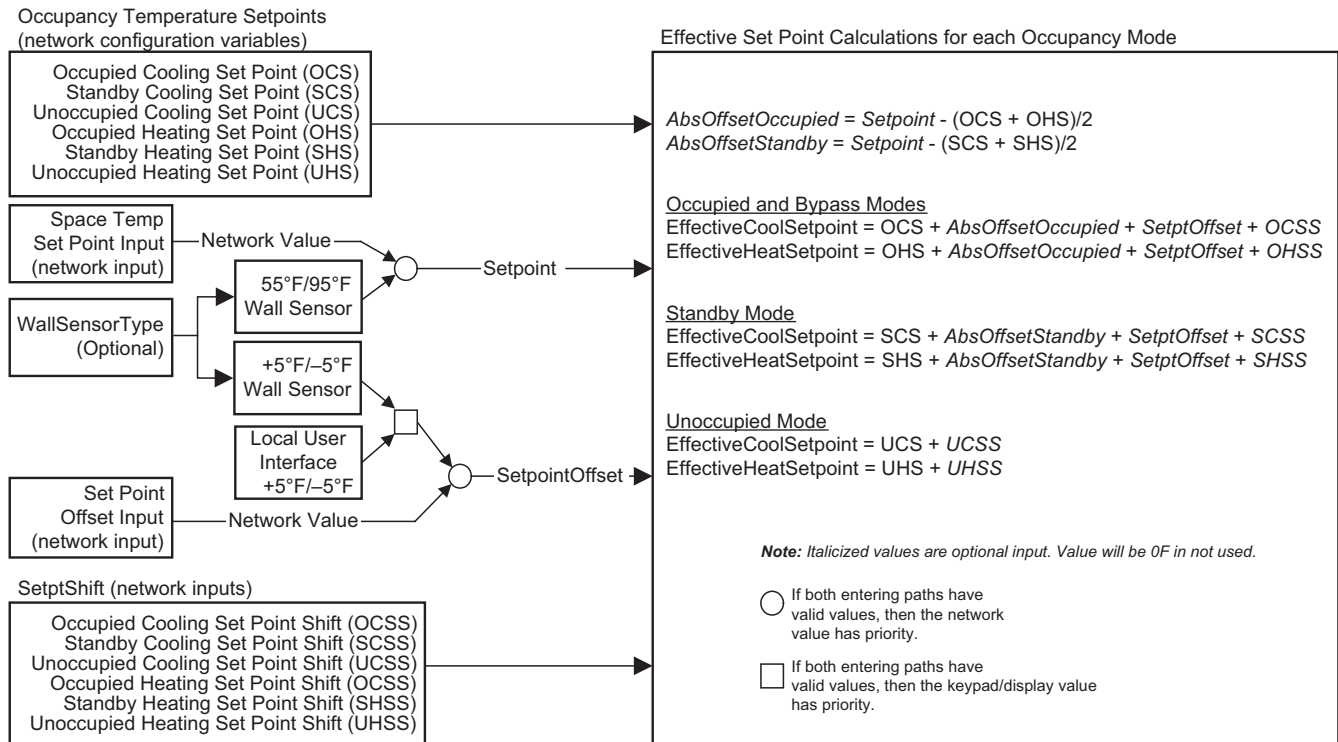 Occupancy Temperature Setpoints
(network configuration variables)
Occupied Cooling Set Point (OCS)
Standby Cooling Set Point (SCS)
Unoccupied Cooling Set Point (UCS)
Occupied Heating Set Point (OHS)
Standby Heating Set Point (SHS)
Unoccupied Heating Set Point (UHS)
Space Temp
Set Point Input
(network input)
Network Value
WallSensorType
(Optional)
55°F/95°F
Wall Sensor
Setpoint
+5°F/–5°F
Wall Sensor
Local User
Interface
+5°F/–5°F
SetpointOffset
Set Point
Offset Input
(network input)
Network Value
SetptShift (network inputs)
Occupied Cooling Set Point Shift (OCSS)
Standby Cooling Set Point Shift (SCSS)
Unoccupied Cooling Set Point Shift (UCSS)
Occupied Heating Set Point Shift (OCSS)
Standby Heating Set Point Shift (SHSS)
Unoccupied Heating Set Point Shift (UHSS)
Effective Set Point Calculations for each Occupancy Mode
AbsOffsetOccupied = Setpoint - (OCS + OHS)/2
AbsOffsetStandby = Setpoint - (SCS + SHS)/2
Occupied and Bypass Modes
EffectiveCoolSetpoint = OCS + AbsOffsetOccupied + SetptOffset + OCSS
EffectiveHeatSetpoint = OHS + AbsOffsetOccupied + SetptOffset + OHSS
Standby Mode
EffectiveCoolSetpoint = SCS + AbsOffsetStandby + SetptOffset + SCSS
EffectiveHeatSetpoint = SHS + AbsOffsetStandby + SetptOffset + SHSS
Unoccupied Mode
EffectiveCoolSetpoint = UCS + UCSS
EffectiveHeatSetpoint = UHS + UHSS
Note: Italicized values are optional input. Value will be 0F in not used.
If both entering paths have
valid values, then the network
value has priority.
If both entering paths have
valid values, then the keypad/display value
has priority.